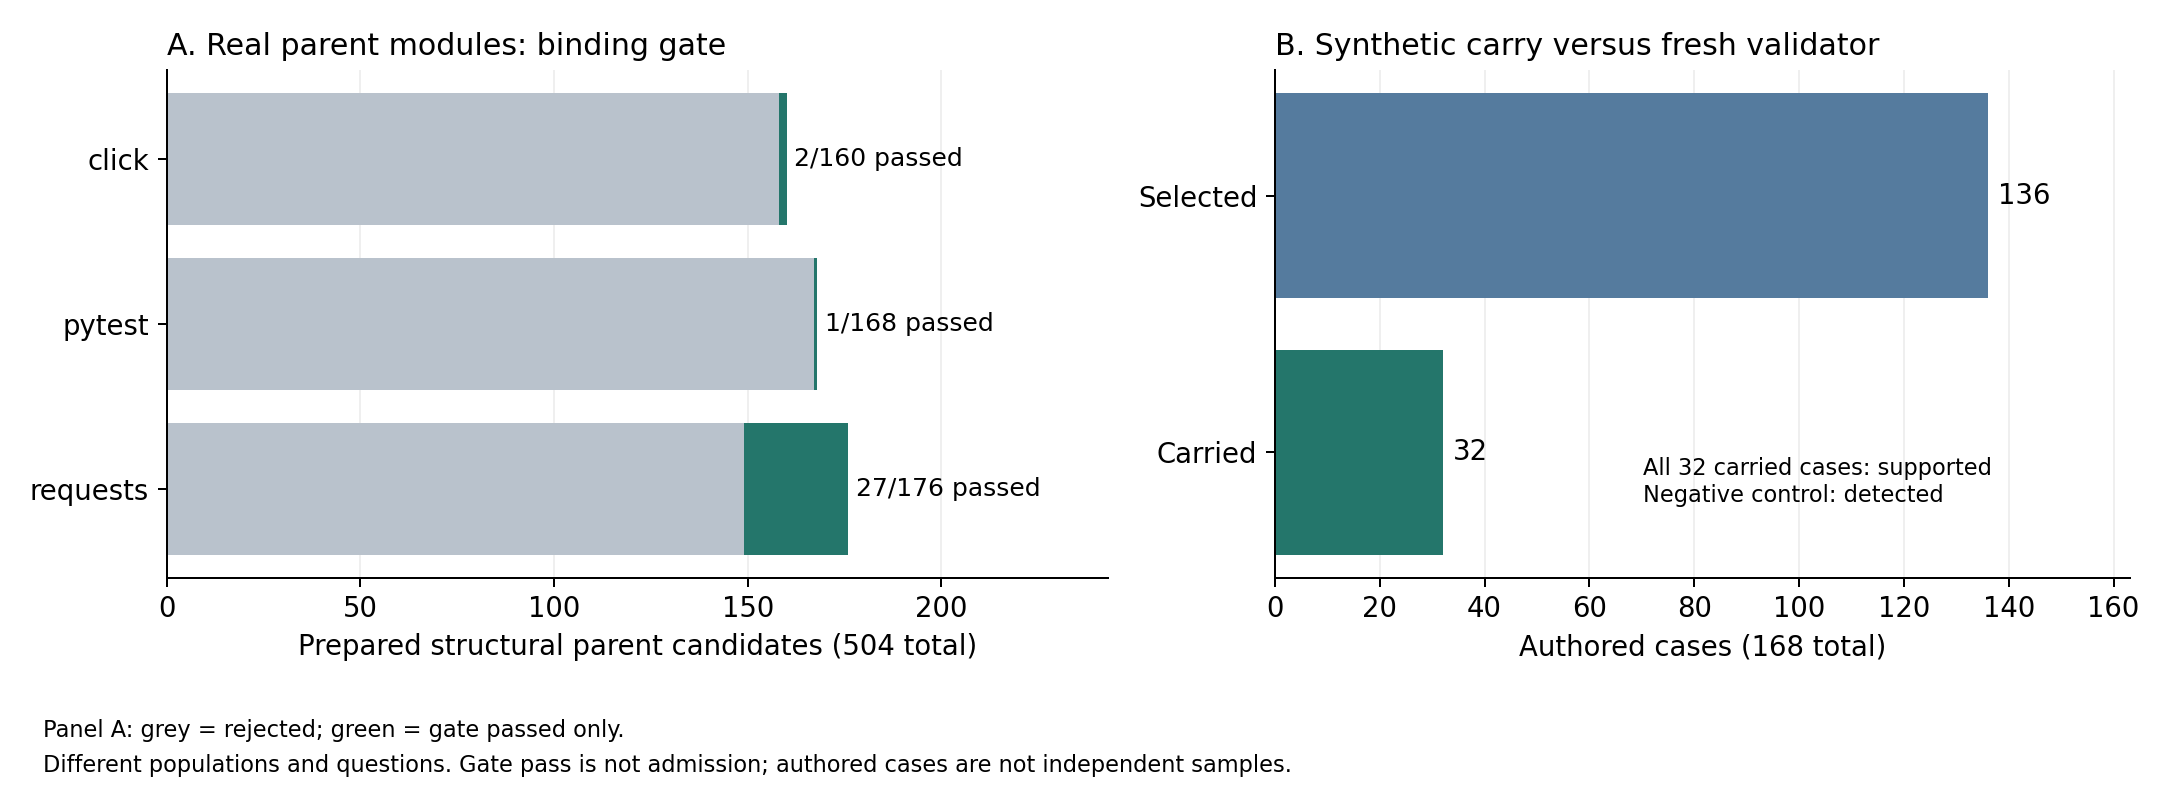 A. Real parent modules: binding gate
click
2/160 passed
pytest
1/168 passed
requests
27/176 passed
0 50 100 150 200
Prepared structural parent candidates (504 total)
B. Synthetic carry versus fresh validator
Selected
136
Carried
32
All 32 carried cases: supported
Negative control: detected
0 20 40 60 80 100 120 140 160
Authored cases (168 total)
Panel A: grey = rejected; green = gate passed only.
Different populations and questions. Gate pass is not admission; authored cases are not independent samples.